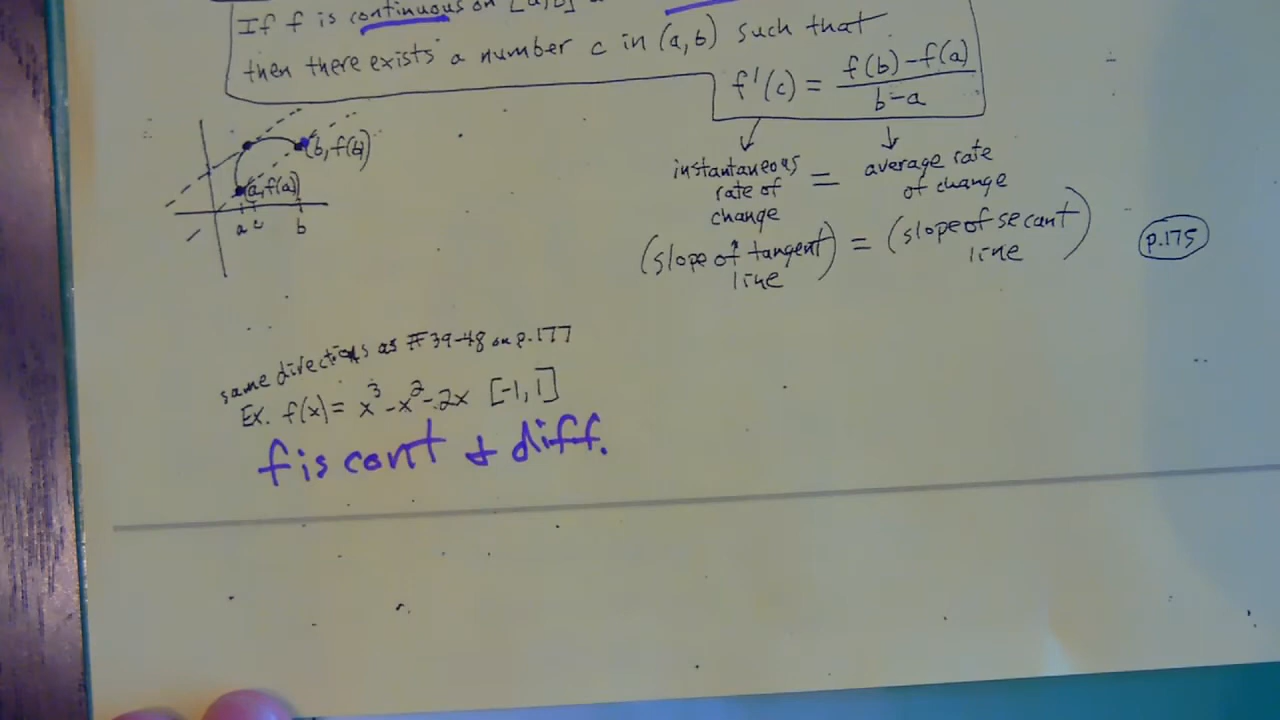 If f is continuous on [a,b]
then there exists a number c in (a,b) such that
f'(c) = f(b)-f(a)
b-a
(b, f(b))
(a, f(a))
a c b
instantaneous rate of change = average rate of change
(slope of tangent line) = (slope of secant line)
p.175
same directions as #39-48 on p.177
Ex. f(x) = x³-x²-2x [-1, 1]
f is cont & diff.